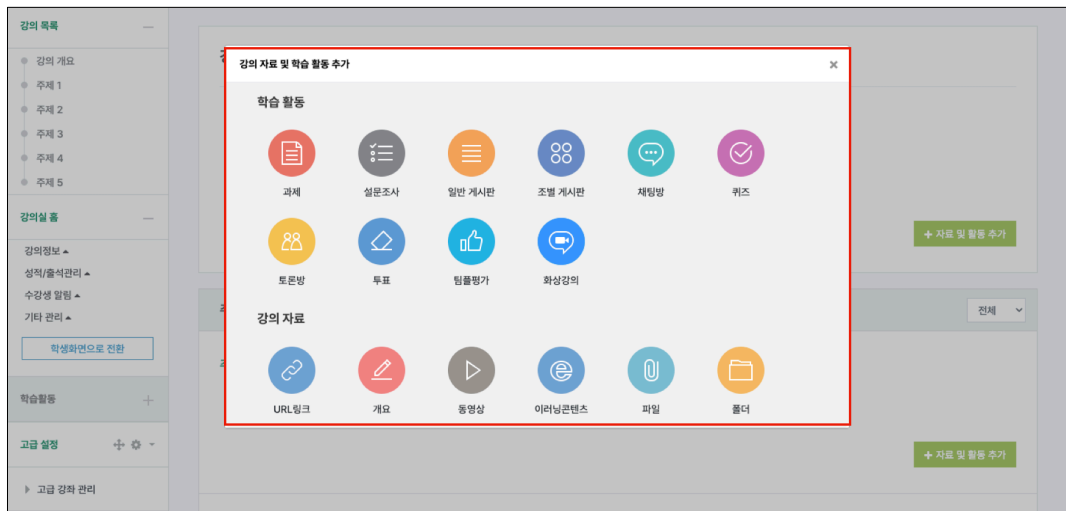 강의 목록
강의 개요
주제 1
주제 2
주제 3
주제 4
주제 5
강의실 홈
강의정보
성적/출석관리
수강생 알림
기타 관리
학생화면으로 전환
학습활동
고급 설정
고급 강좌 관리
강의 자료 및 학습 활동 추가
학습 활동
과제 설문조사 일반 게시판 조별 게시판 채팅방 퀴즈
토론방 투표 팀플평가 화상강의
강의 자료
URL링크 개요 동영상 이러닝콘텐츠 파일 폴더
+ 자료 및 활동 추가
전체
+ 자료 및 활동 추가